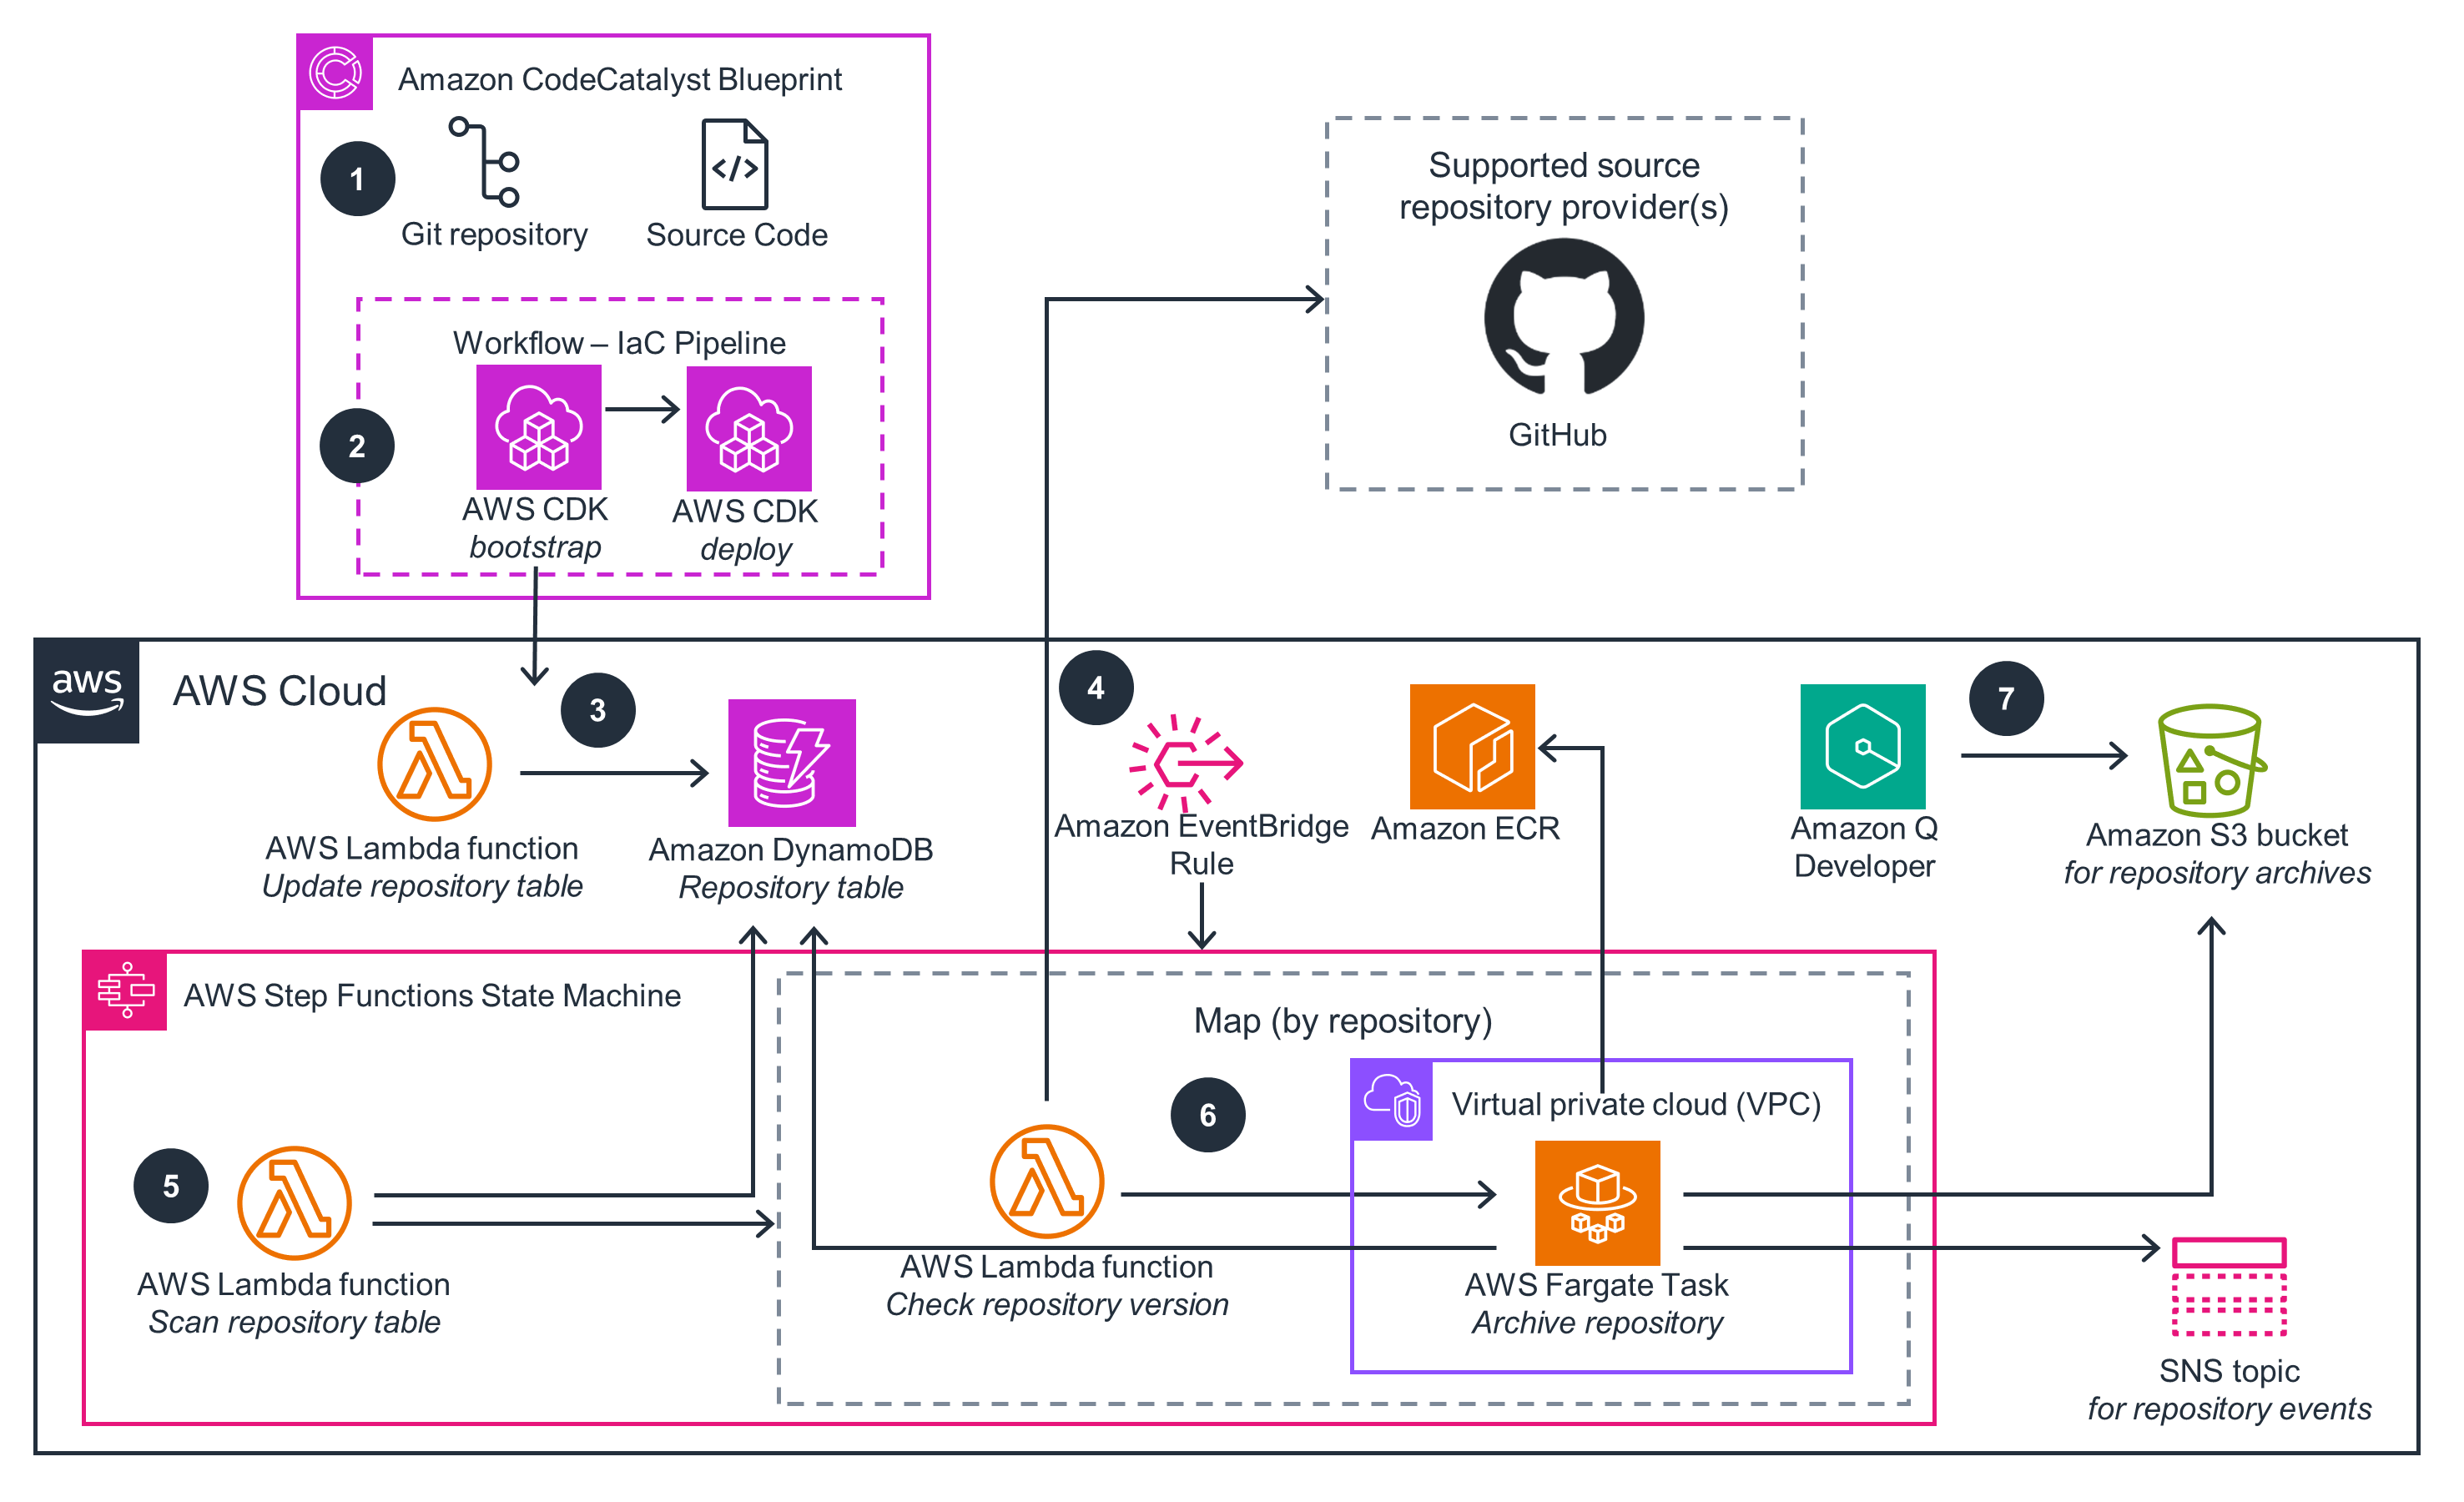 Amazon CodeCatalyst Blueprint
1
Git repository
Source Code
Workflow – IaC Pipeline
2
AWS CDK
bootstrap
AWS CDK
deploy
Supported source
repository provider(s)
GitHub
aws
AWS Cloud
3
AWS Lambda function
Update repository table
Amazon DynamoDB
Repository table
4
Amazon EventBridge
Rule
Amazon ECR
Amazon Q
Developer
7
Amazon S3 bucket
for repository archives
AWS Step Functions State Machine
Map (by repository)
5
AWS Lambda function
Scan repository table
6
AWS Lambda function
Check repository version
Virtual private cloud (VPC)
AWS Fargate Task
Archive repository
SNS topic
for repository events